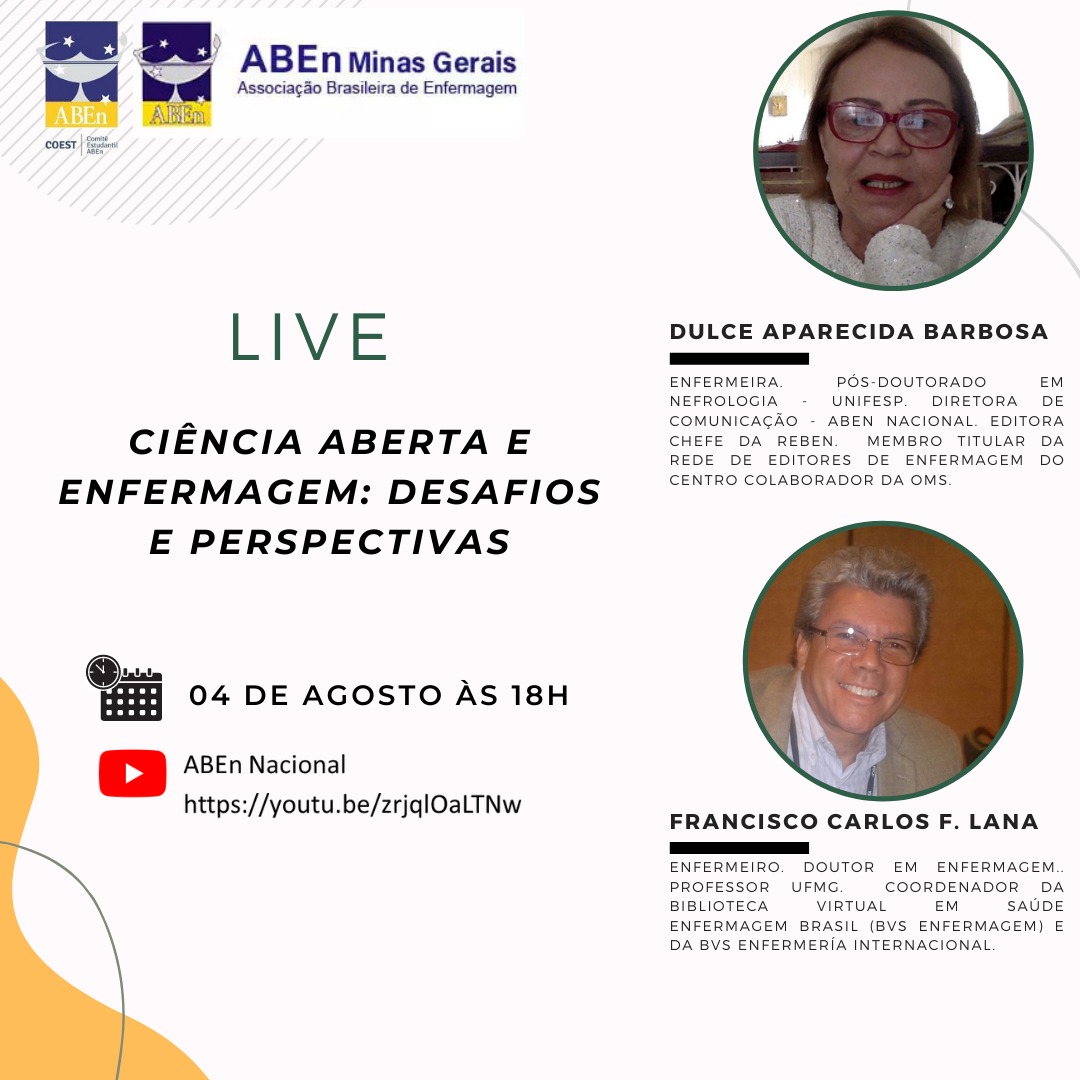 ABEn
COEST
Comitê
Estudantil
ABEn
ABEn
ABEn Minas Gerais
Associação Brasileira de Enfermagem
LIVE
CIÊNCIA ABERTA E
ENFERMAGEM: DESAFIOS
E PERSPECTIVAS
04 DE AGOSTO ÀS 18H
ABEn Nacional
https://youtu.be/zrjqlOaLTNw
DULCE APARECIDA BARBOSA
ENFERMEIRA. PÓS-DOUTORADO EM
NEFROLOGIA - UNIFESP. DIRETORA DE
COMUNICAÇÃO - ABEN NACIONAL. EDITORA
CHEFE DA REBEN. MEMBRO TITULAR DA
REDE DE EDITORES DE ENFERMAGEM DO
CENTRO COLABORADOR DA OMS.
FRANCISCO CARLOS F. LANA
ENFERMEIRO. DOUTOR EM ENFERMAGEM..
PROFESSOR UFMG. COORDENADOR DA
BIBLIOTECA VIRTUAL EM SAÚDE
ENFERMAGEM BRASIL (BVS ENFERMAGEM) E
DA BVS ENFERMERÍA INTERNACIONAL.